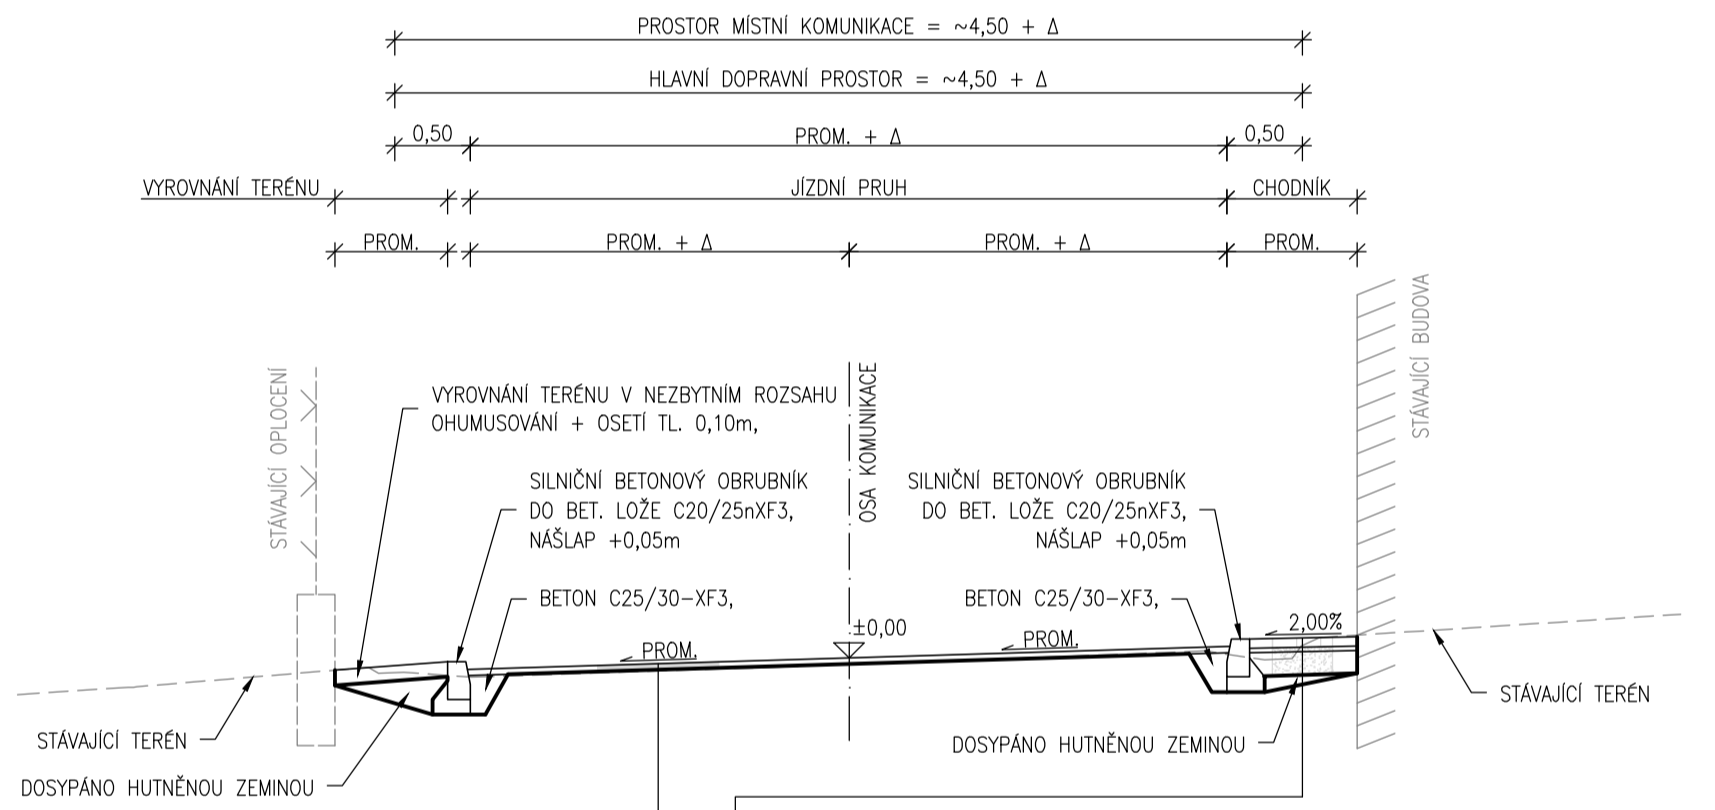 PROSTOR MÍSTNÍ KOMUNIKACE = ~4,50 + Δ
HLAVNÍ DOPRAVNÍ PROSTOR = ~4,50 + Δ
0,50
PROM. + Δ
0,50
VYROVNÁNÍ TERÉNU
JÍZDNÍ PRUH
CHODNÍK
PROM.
PROM. + Δ
PROM. + Δ
PROM.
STÁVAJÍCÍ BUDOVA
STÁVAJÍCÍ OPLOCENÍ
OSA KOMUNIKACE
VYROVNÁNÍ TERÉNU V NEZBYTNÍM ROZSAHU
OHUMUSOVÁNÍ + OSETÍ TL. 0,10m,
SILNIČNÍ BETONOVÝ OBRUBNÍK
DO BET. LOŽE C20/25nXF3,
NÁŠLAP +0,05m
SILNIČNÍ BETONOVÝ OBRUBNÍK
DO BET. LOŽE C20/25nXF3,
NÁŠLAP +0,05m
BETON C25/30-XF3,
BETON C25/30-XF3,
±0,00
2,00%
PROM.
PROM.
STÁVAJÍCÍ TERÉN
STÁVAJÍCÍ TERÉN
DOSYPÁNO HUTNĚNOU ZEMINOU
DOSYPÁNO HUTNĚNOU ZEMINOU